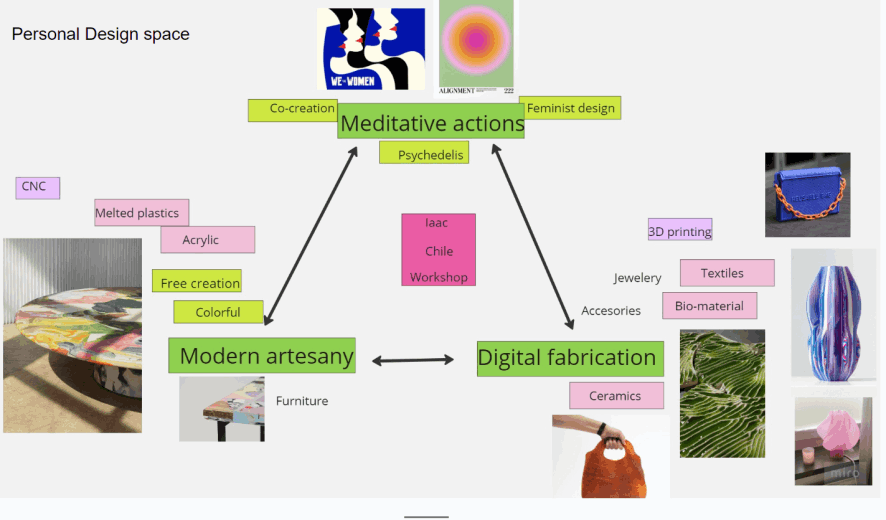 Personal Design space
WE THE WOMEN
ALIGNMENT
222
Co-creation
Meditative actions
Feminist design
Psychedelis
CNC
Melted plastics
Acrylic
Free creation
Colorful
Iaac
Chile
Workshop
3D printing
Jewelery
Textiles
Accesories
Bio-material
Modern artesany
Digital fabrication
Furniture
Ceramics
miro